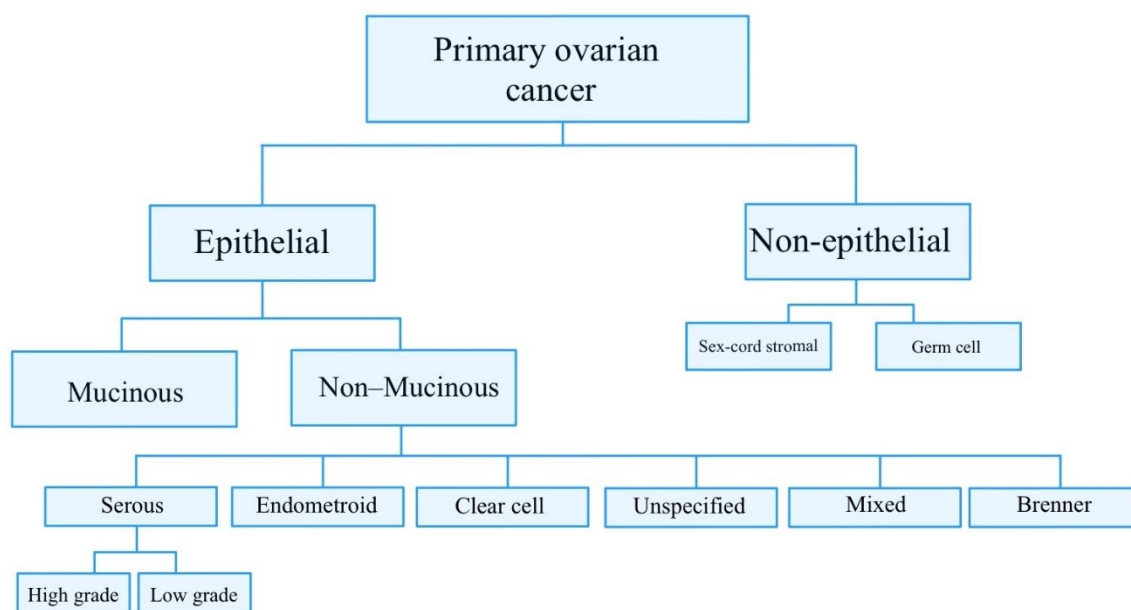 Primary ovarian
cancer
Epithelial
Non-epithelial
Sex-cord stromal
Germ cell
Mucinous
Non–Mucinous
Serous
Endometroid
Clear cell
Unspecified
Mixed
Brenner
High grade
Low grade